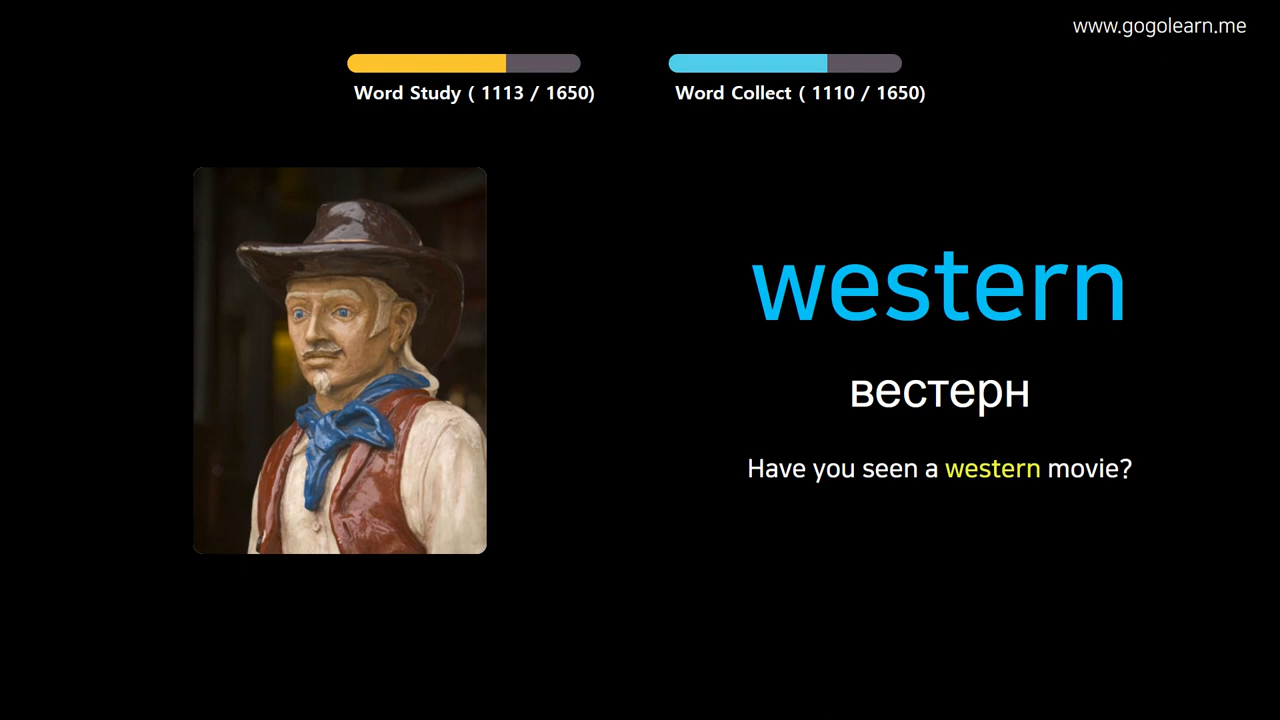 www.gogolearn.me
Word Study ( 1113 / 1650)
Word Collect ( 1110 / 1650)
western
вестерн
Have you seen a western movie?